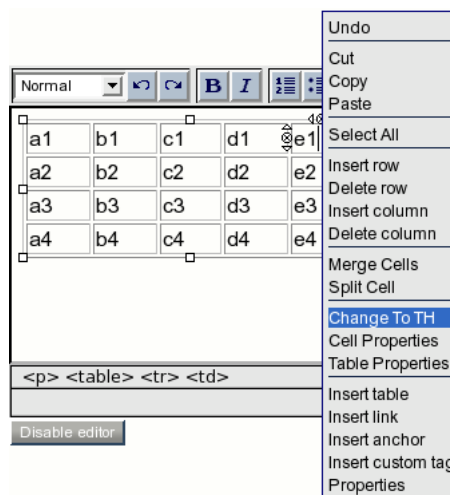 Normal B I
a1 b1 c1 d1 e1
a2 b2 c2 d2 e2
a3 b3 c3 d3 e3
a4 b4 c4 d4 e4
<p> <table> <tr> <td>
Disable editor
Undo
Cut
Copy
Paste
Select All
Insert row
Delete row
Insert column
Delete column
Merge Cells
Split Cell
Change To TH
Cell Properties
Table Properties
Insert table
Insert link
Insert anchor
Insert custom tag
Properties